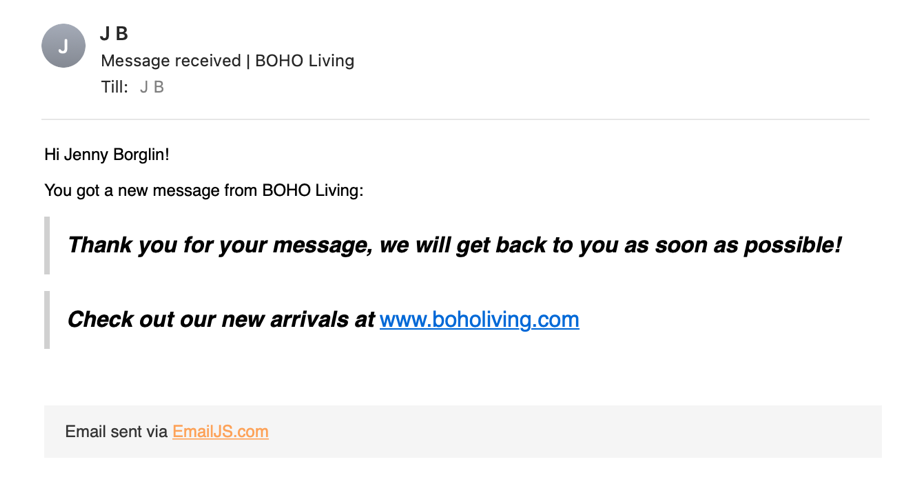 J
J B
Message received | BOHO Living
Till: J B
Hi Jenny Borglin!
You got a new message from BOHO Living:
Thank you for your message, we will get back to you as soon as possible!
Check out our new arrivals at www.boholiving.com
Email sent via EmailJS.com